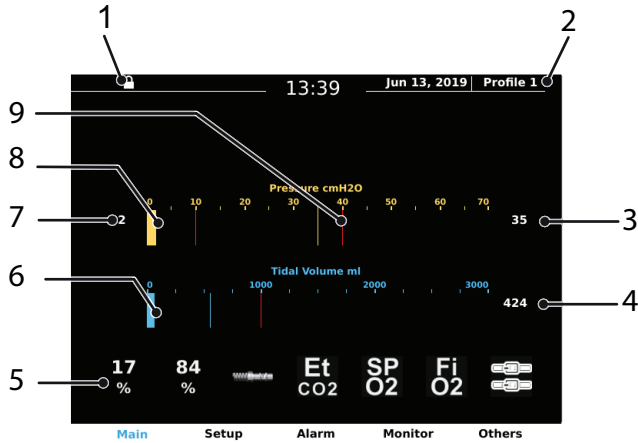 1
2
13:39
Jun 13, 2019 Profile 1
9
8
Pressure cmH2O
0 10 20 30 40 50 60 70
7
2
35
3
Tidal Volume ml
0 1000 2000 3000
6
424
4
5
17 84 Et SP Fi
% % CO2 O2 O2
Main Setup Alarm Monitor Others